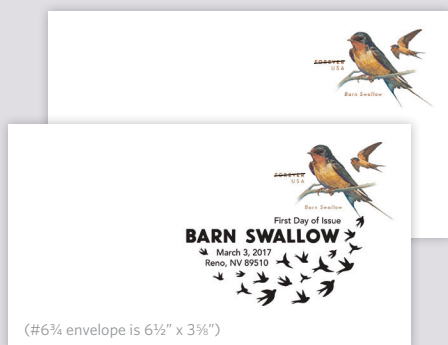 FOREVER
USA
Barn Swallow
FOREVER
USA
Barn Swallow
First Day of Issue
BARN SWALLOW
March 3, 2017
Reno, NV 89510
(#6¾ envelope is 6½” x 3⅝”)